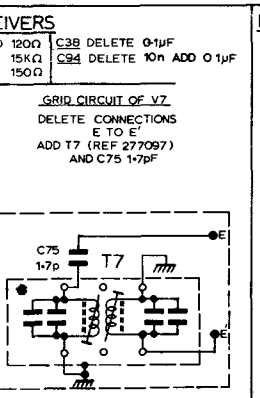 CEIVERS
120Ω C38 DELETE 0·1µF
15KΩ C94 DELETE 10n ADD 0 1µF
150Ω
GRID CIRCUIT OF V7
DELETE CONNECTIONS
E TO E'
ADD T7 (REF 277097)
AND C75 1·7pF
E
C75
1·7p
T7
E'